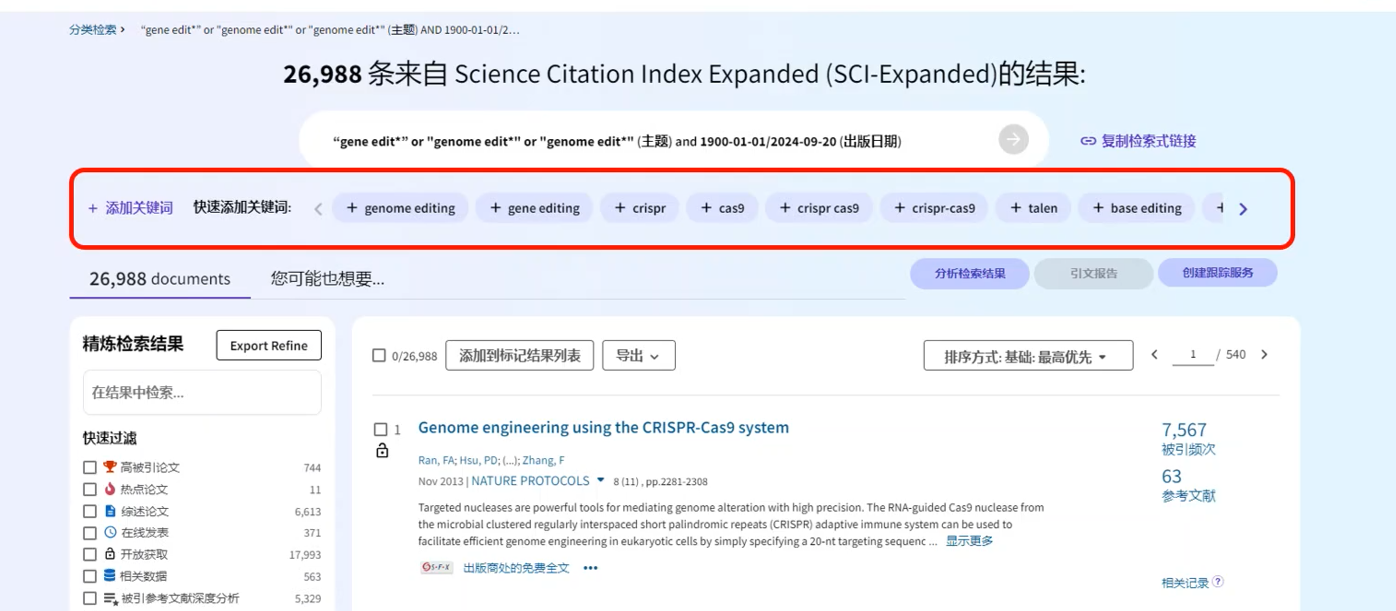 分类检索 › "gene edit*" or "genome edit*" or "genome edit*" (主题) AND 1900-01-01/2...
26,988 条来自 Science Citation Index Expanded (SCI-Expanded)的结果:
“gene edit*” or "genome edit*" or "genome edit*" (主题) and 1900-01-01/2024-09-20 (出版日期)
复制检索式链接
+ 添加关键词 快速添加关键词: + genome editing + gene editing + crispr + cas9 + crispr cas9 + crispr-cas9 + talen + base editing +
26,988 documents 您可能也想要...
分析检索结果 引文报告 创建跟踪服务
精炼检索结果 Export Refine
在结果中检索...
快速过滤
高被引论文 744
热点论文 11
综述论文 6,613
在线发表 371
开放获取 17,993
相关数据 563
被引参考文献深度分析 5,329
0/26,988 添加到标记结果列表 导出
排序方式: 基础: 最高优先 1 / 540
1 Genome engineering using the CRISPR-Cas9 system
Ran, FA; Hsu, PD; (...); Zhang, F
Nov 2013 | NATURE PROTOCOLS 8 (11) , pp.2281-2308
Targeted nucleases are powerful tools for mediating genome alteration with high precision. The RNA-guided Cas9 nuclease from
the microbial clustered regularly interspaced short palindromic repeats (CRISPR) adaptive immune system can be used to
facilitate efficient genome engineering in eukaryotic cells by simply specifying a 20-nt targeting sequenc ... 显示更多
S·F·X 出版商处的免费全文 •••
7,567
被引频次
63
参考文献
相关记录 ?